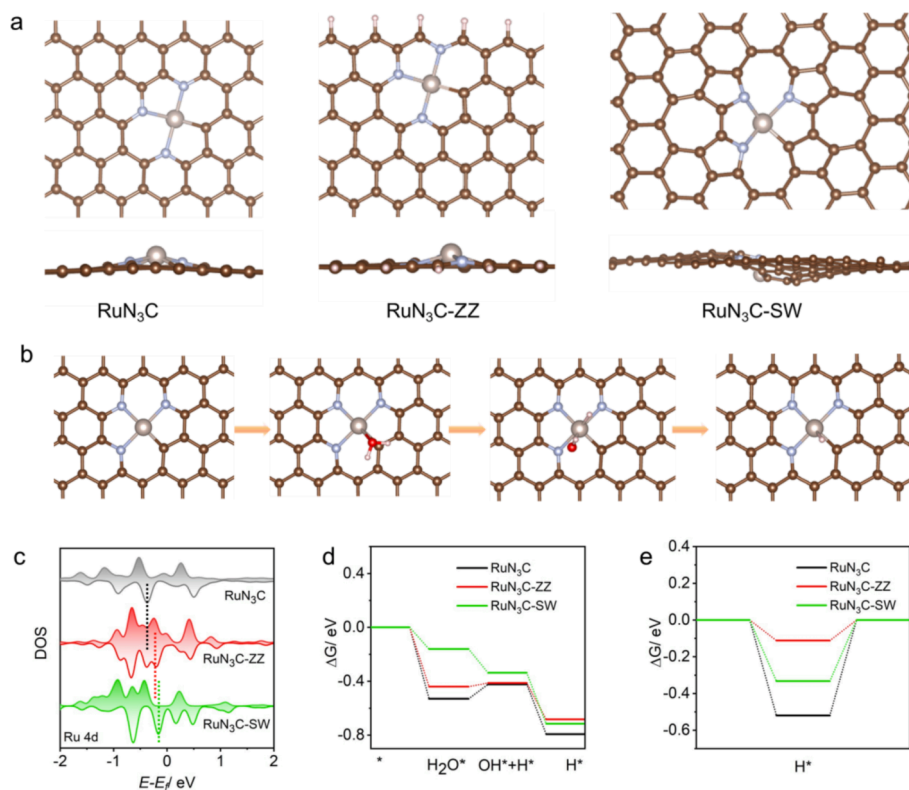 a
RuN₃C
RuN₃C-ZZ
RuN₃C-SW
b
c
DOS
RuN₃C
RuN₃C-ZZ
RuN₃C-SW
Ru 4d
-2 -1 0 1 2
E-Ef/ eV
d
ΔG/ eV
0.4
0.0
-0.4
-0.8
RuN₃C
RuN₃C-ZZ
RuN₃C-SW
* H₂O* OH*+H* H*
e
ΔG/ eV
0.4
0.2
0.0
-0.2
-0.4
-0.6
RuN₃C
RuN₃C-ZZ
RuN₃C-SW
H*